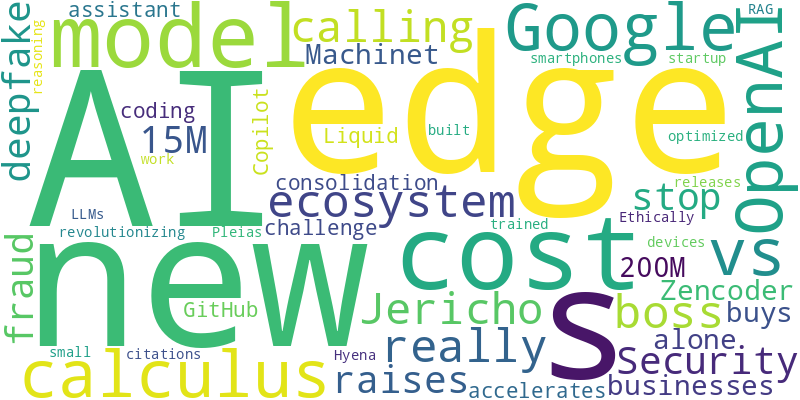 assistant
RAG
deepfake
reasoning
model
calling
Google
OpenAI
Machinet
smartphones
startup
AI
edge
coding
15M
Copilot
Liquid
built
optimized
work
consolidation
releases
ecosystem
stop
LLMs
Ethically
revolutionizing
Pleias
challenge
trained
cost
vs
fraud
new
devices
200M
Zencoder
GitHub
Jericho
s
boss
buys
really
alone.
small
citations
Hyena
Security
calculus
raises
accelerates
businesses